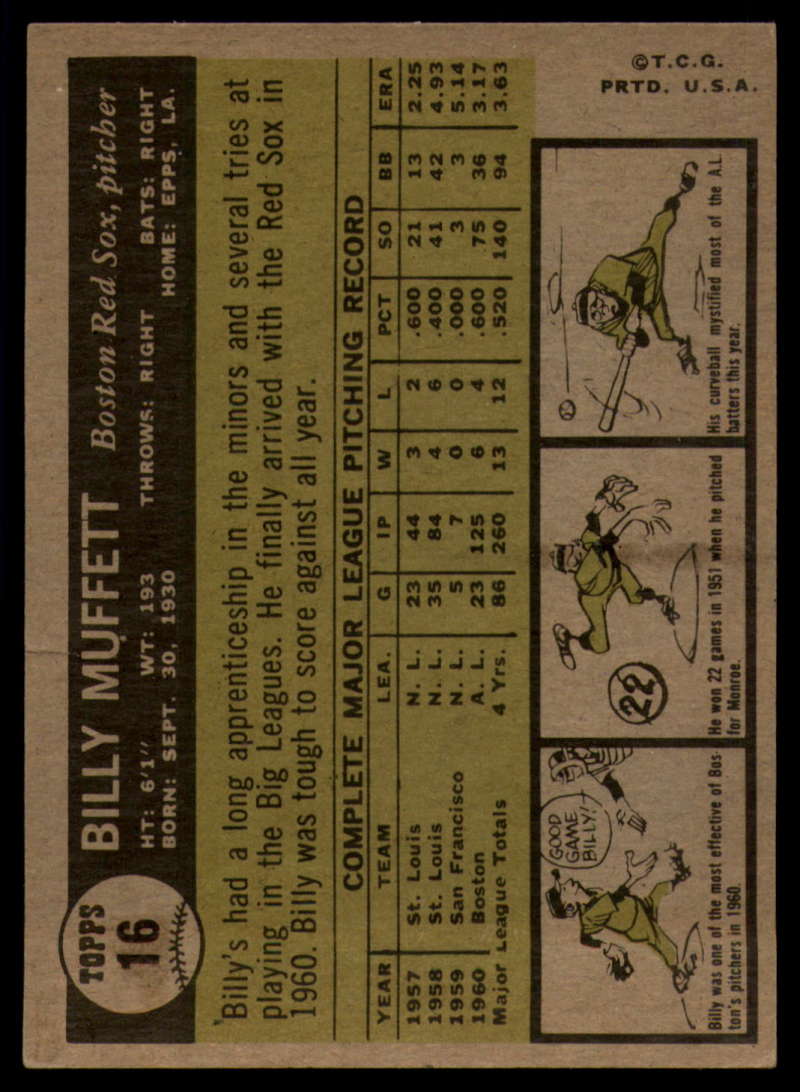 TOPPS
16
BILLY MUFFETT Boston Red Sox, pitcher
HT: 6'1" WT: 193 THROWS: RIGHT BATS: RIGHT
BORN: SEPT. 30, 1930 HOME: EPPS, LA.
Billy's had a long apprenticeship in the minors and several tries at
playing in the Big Leagues. He finally arrived with the Red Sox in
1960. Billy was tough to score against all year.
COMPLETE MAJOR LEAGUE PITCHING RECORD
YEAR TEAM LEA. G IP W L PCT SO BB ERA
1957 St. Louis N. L. 23 44 3 2 .600 21 13 2.25
1958 St. Louis N. L. 35 84 4 6 .400 41 42 4.93
1959 San Francisco N. L. 5 7 0 0 .000 3 3 5.14
1960 Boston A. L. 23 125 6 4 .600 75 36 3.17
Major League Totals 4 Yrs. 86 260 13 12 .520 140 94 3.63
GOOD
GAME
BILLY!
Billy was one of the most effective of Bos-
ton's pitchers in 1960.
22
He won 22 games in 1951 when he pitched
for Monroe.
His curveball mystified most of the A.L.
batters this year.
©T.C.G.
PRTD. U.S.A.